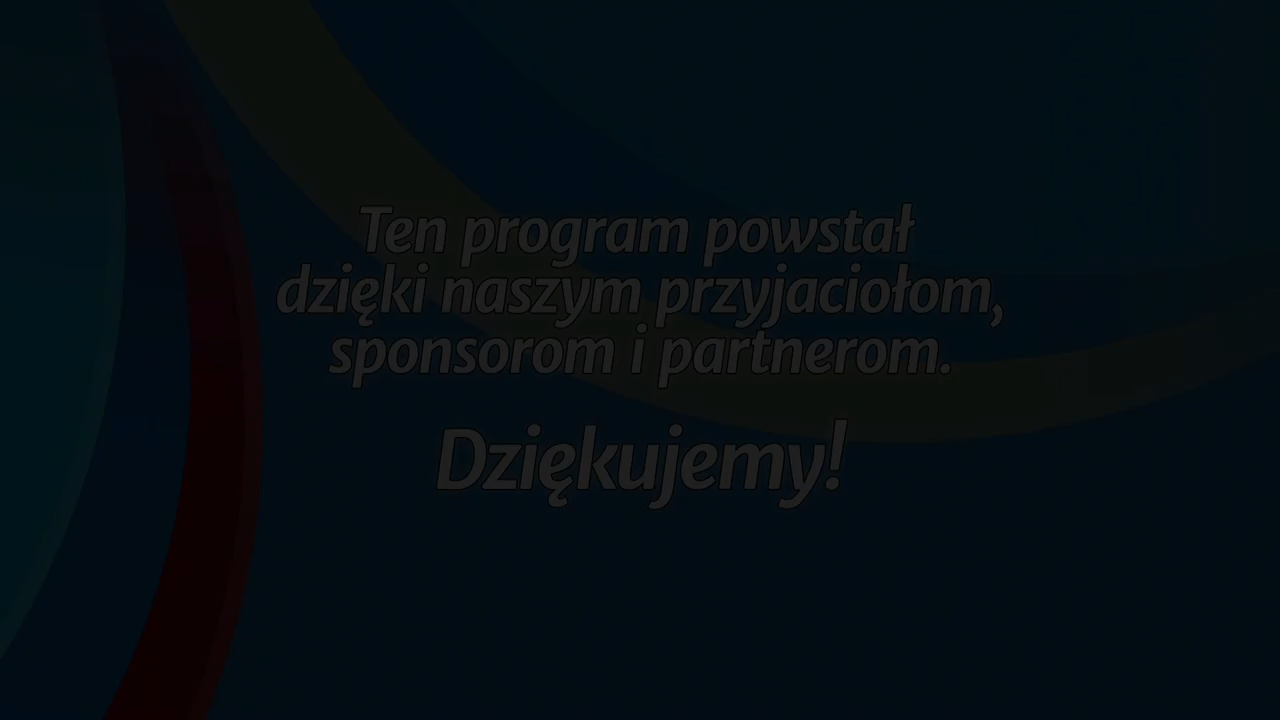 Ten program powstał
dzięki naszym przyjaciołom,
sponsorom i partnerom.
Dziękujemy!